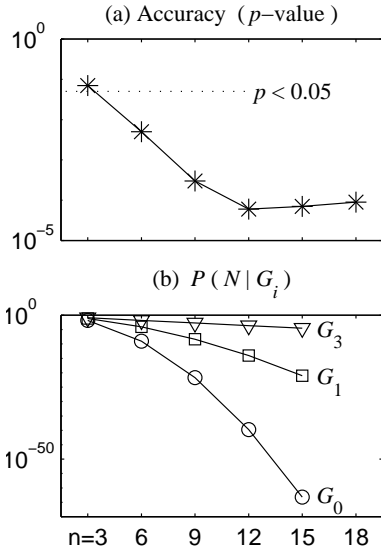 (a) Accuracy (p−value)
10^0
p < 0.05
10^-5
(b) P ( N | G_i )
10^0
G_3
G_1
10^-50
G_0
n=3 6 9 12 15 18